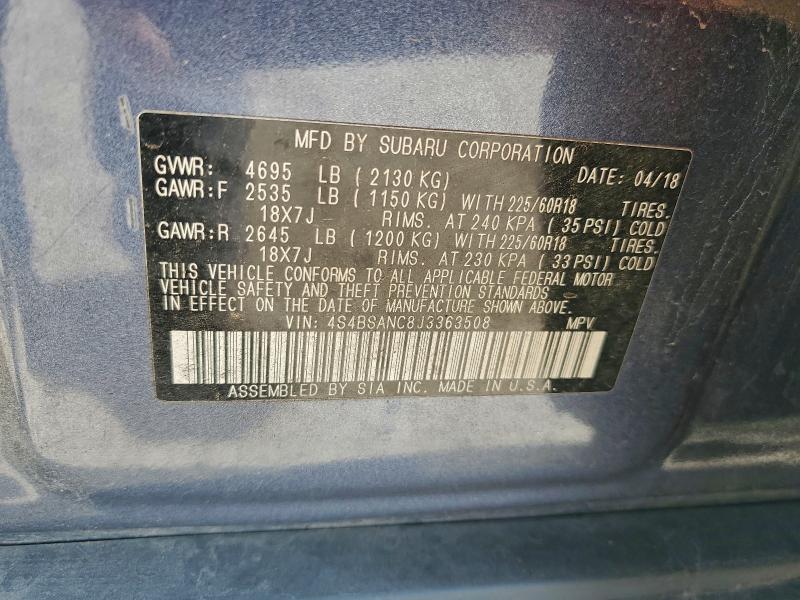 MFD BY SUBARU CORPORATION
GVWR: 4695 LB ( 2130 KG) DATE: 04/18
GAWR:F 2535 LB ( 1150 KG) WITH 225/60R18 TIRES.
18X7J RIMS. AT 240 KPA ( 35 PSI) COLD
GAWR:R 2645 LB ( 1200 KG) WITH 225/60R18 TIRES.
18X7J RIMS. AT 230 KPA ( 33 PSI) COLD
THIS VEHICLE CONFORMS TO ALL APPLICABLE FEDERAL MOTOR
VEHICLE SAFETY AND THEFT PREVENTION STANDARDS
IN EFFECT ON THE DATE OF MANUFACTURE SHOWN ABOVE.
VIN: 4S4BSANC8J3363508 MPV
ASSEMBLED BY SIA INC. MADE IN U.S.A.